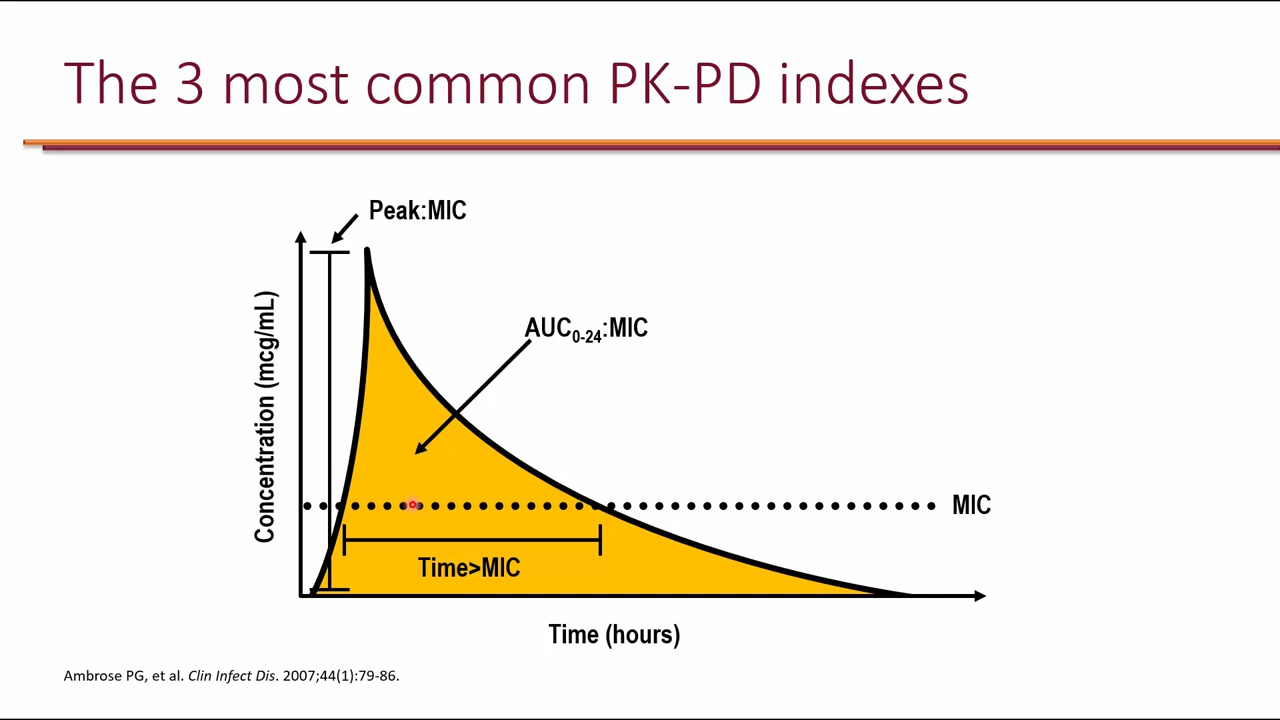 The 3 most common PK-PD indexes
Peak:MIC
AUC0-24:MIC
Concentration (mcg/mL)
MIC
Time>MIC
Time (hours)
Ambrose PG, et al. Clin Infect Dis. 2007;44(1):79-86.